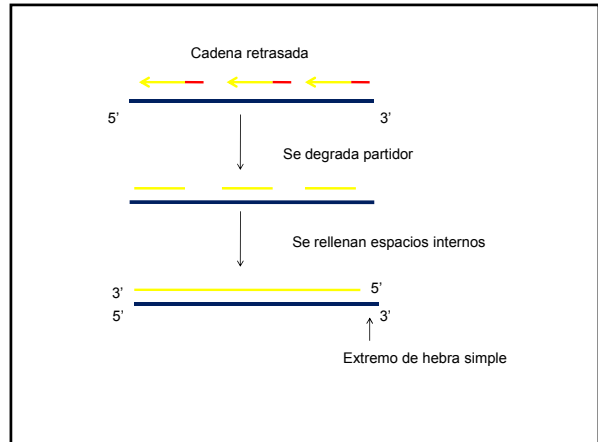 Cadena retrasada
5’ 3’
Se degrada partidor
Se rellenan espacios internos
3’ 5’
5’ 3’
Extremo de hebra simple